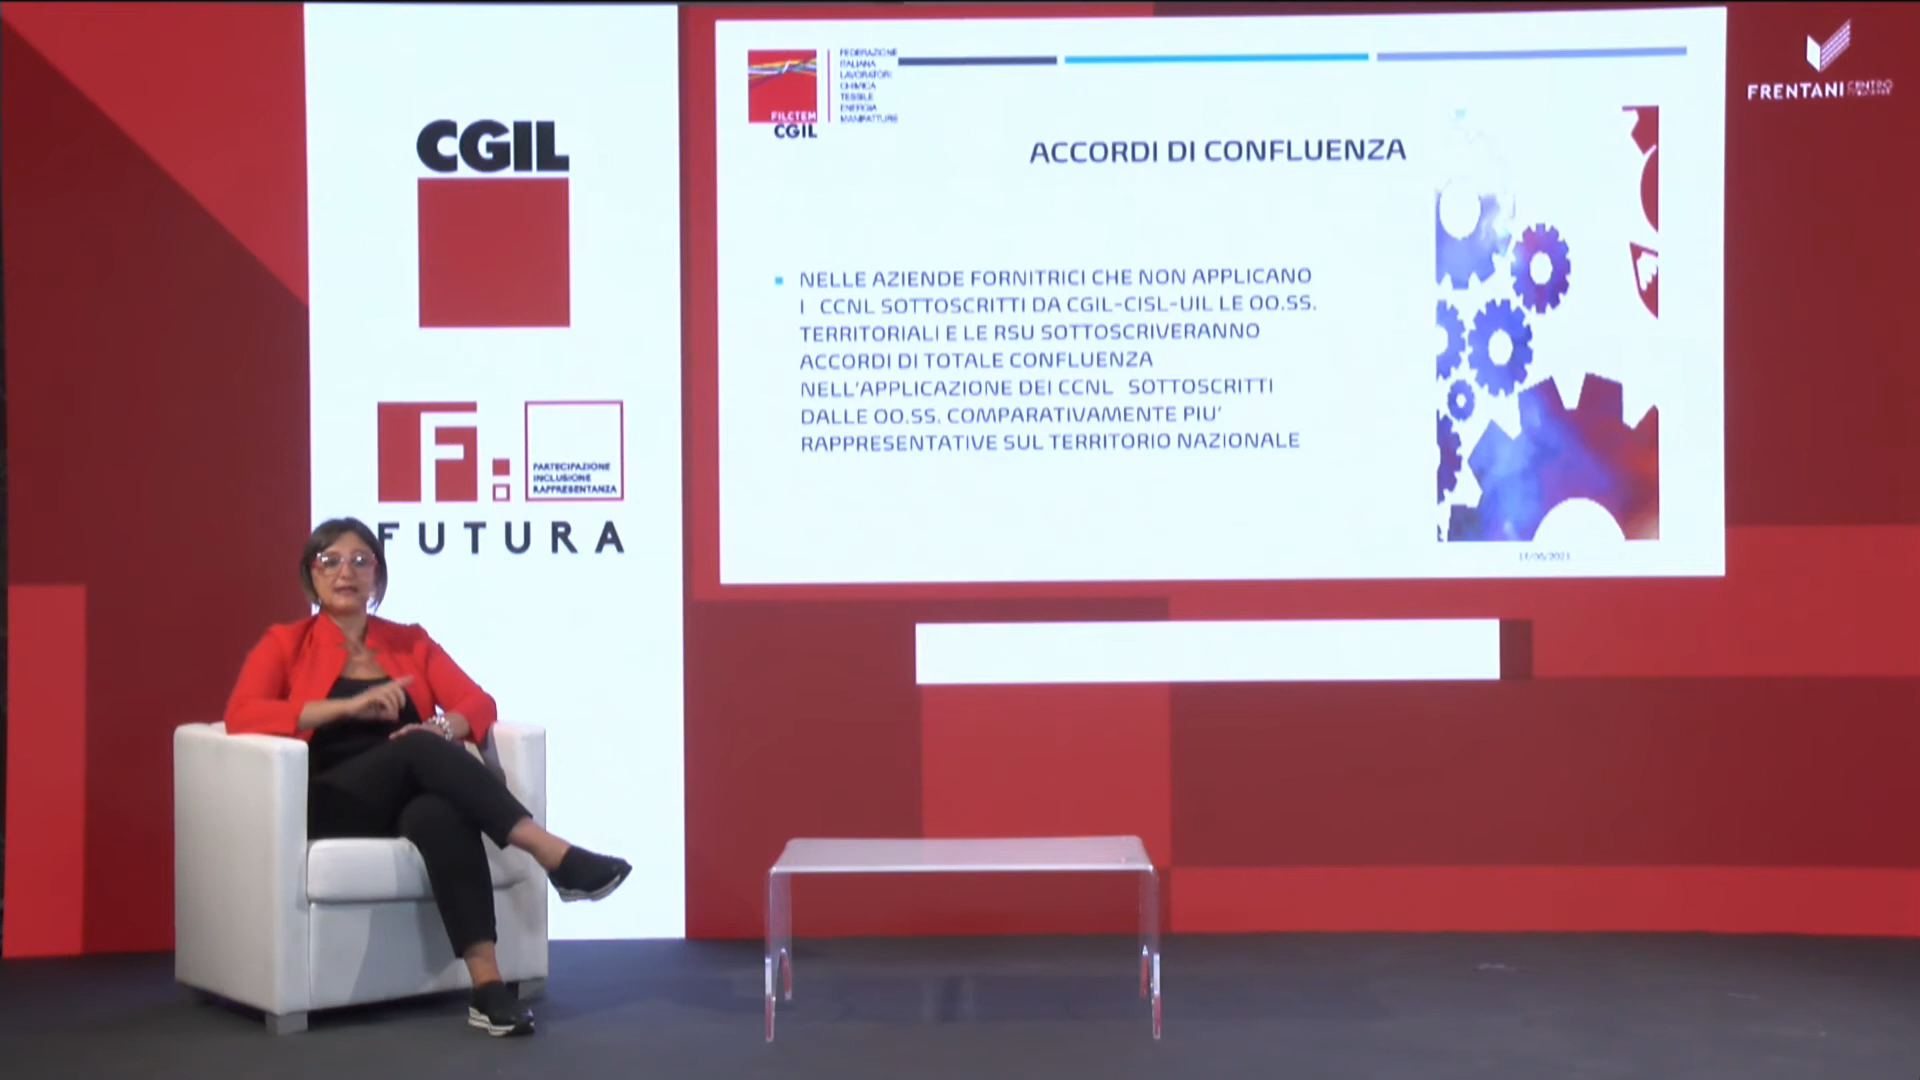 CGIL
F:
PARTECIPAZIONE
INCLUSIONE
RAPPRESENTANZA
FUTURA
FILCTEM
CGIL
FEDERAZIONE
ITALIANA
LAVORATORI
CHIMICA
TESSILE
ENERGIA
MANIFATTURE
ACCORDI DI CONFLUENZA
NELLE AZIENDE FORNITRICI CHE NON APPLICANO
I CCNL SOTTOSCRITTI DA CGIL-CISL-UIL LE OO.SS.
TERRITORIALI E LE RSU SOTTOSCRIVERANNO
ACCORDI DI TOTALE CONFLUENZA
NELL'APPLICAZIONE DEI CCNL SOTTOSCRITTI
DALLE OO.SS. COMPARATIVAMENTE PIU'
RAPPRESENTATIVE SUL TERRITORIO NAZIONALE
FRENTANI CENTRO